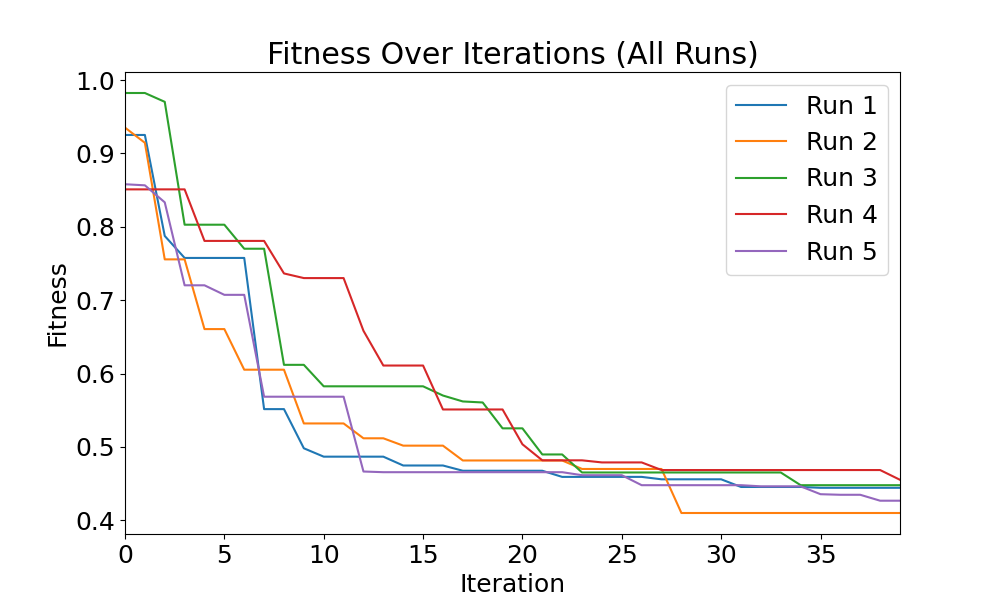 Fitness Over Iterations (All Runs)
1.0
0.9
0.8
0.7
0.6
0.5
0.4
Fitness
Run 1
Run 2
Run 3
Run 4
Run 5
0 5 10 15 20 25 30 35
Iteration